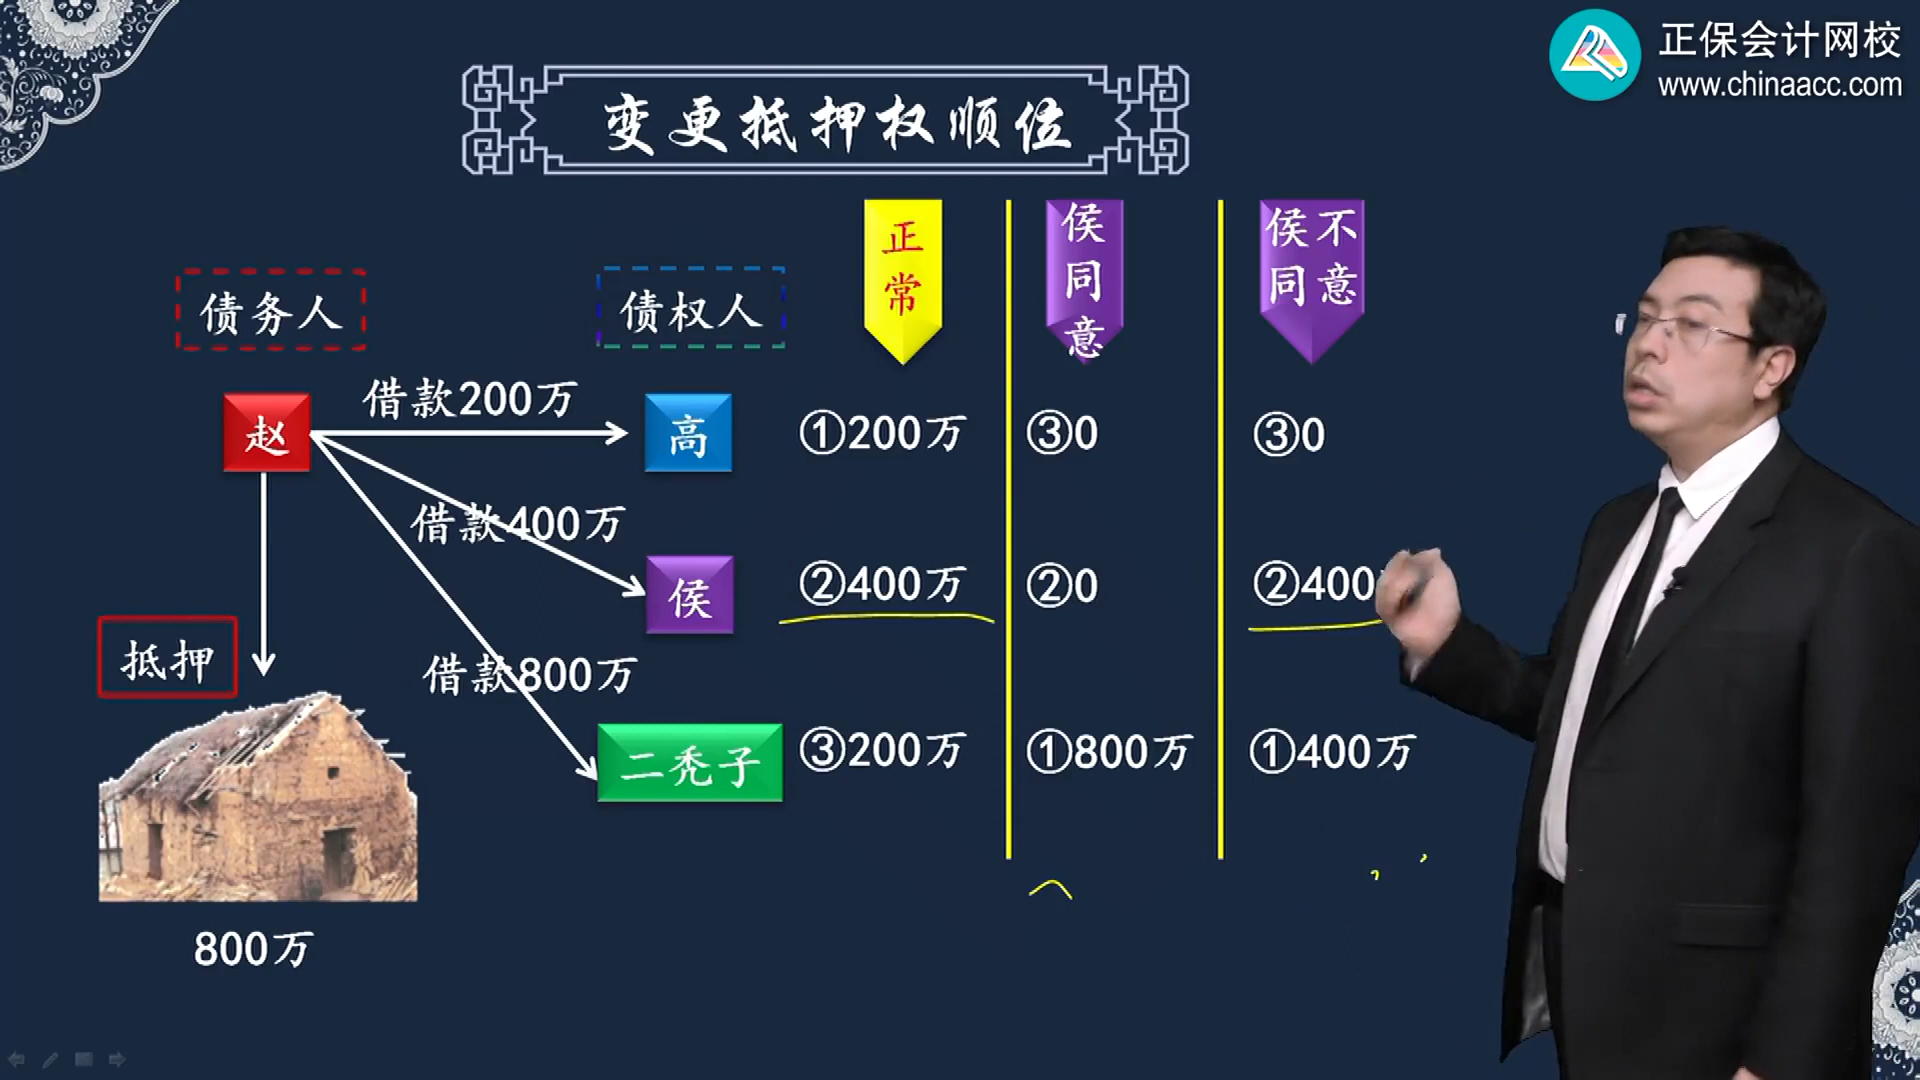 正保会计网校
www.chinaacc.com
变更抵押权顺位
债务人
债权人
正常
侯同意
侯不同意
赵
借款200万
高
①200万
③0
③0
借款400万
侯
②400万
②0
②400
抵押
借款800万
二秃子
③200万
①800万
①400万
800万